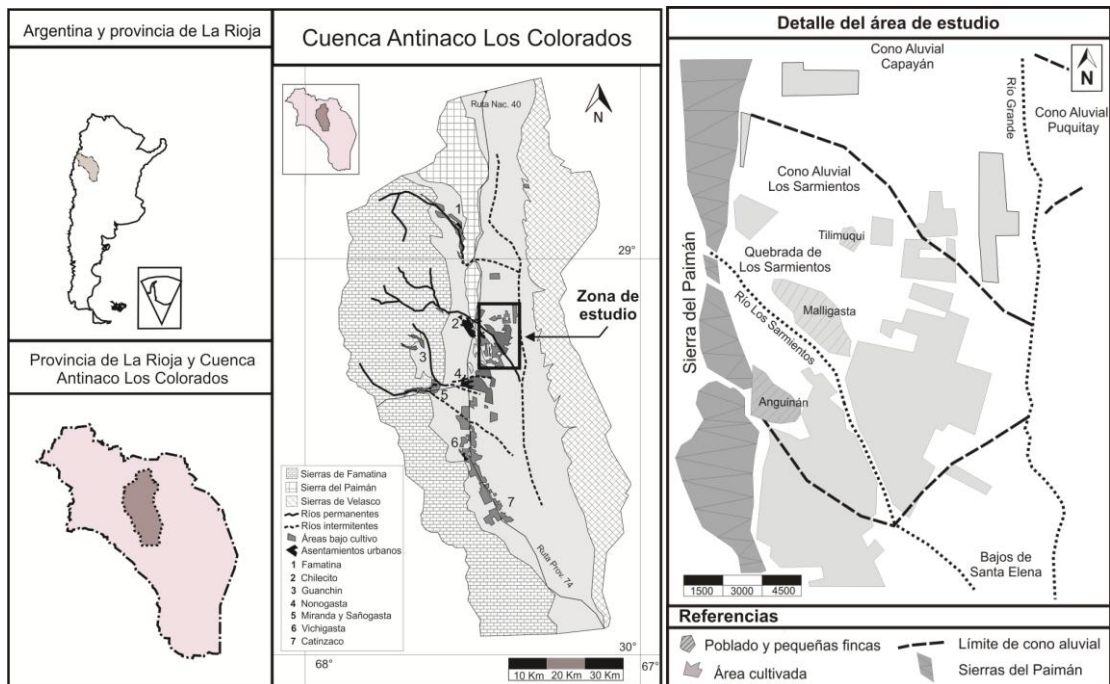 Argentina y provincia de La Rioja
Provincia de La Rioja y Cuenca
Antinaco Los Colorados
Cuenca Antinaco Los Colorados
Ruta Nac. 40
N
1
29°
Zona de
estudio
2
3
4
5
6
7
Ruta Prov. 74
Sierras de Famatina
Sierra del Paimán
Sierras de Velasco
Ríos permanentes
Ríos intermitentes
Áreas bajo cultivo
Asentamientos urbanos
1 Famatina
2 Chilecito
3 Guanchin
4 Nonogasta
5 Miranda y Sañogasta
6 Vichigasta
7 Catinzaco
30°
68°
67°
10 Km 20 Km 30 Km
Detalle del área de estudio
Cono Aluvial
Capayán
N
Río Grande
Cono Aluvial
Puquitay
Cono Aluvial
Los Sarmientos
Tilimuqui
Quebrada de
Los Sarmientos
Sierra del Paimán
Río Los Sarmientos
Malligasta
Anguinán
Bajos de
Santa Elena
1500 3000 4500
Referencias
Poblado y pequeñas fincas
Límite de cono aluvial
Área cultivada
Sierras del Paimán